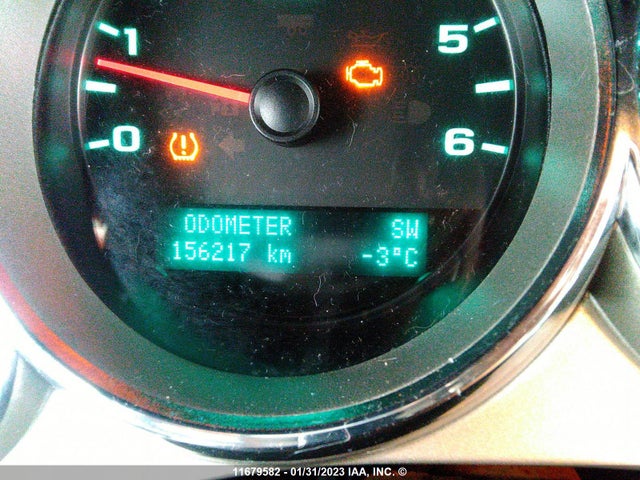 1 5
0 6
ODOMETER SW
156217 km -3°C
11679582 - 01/31/2023 IAA, INC. ©